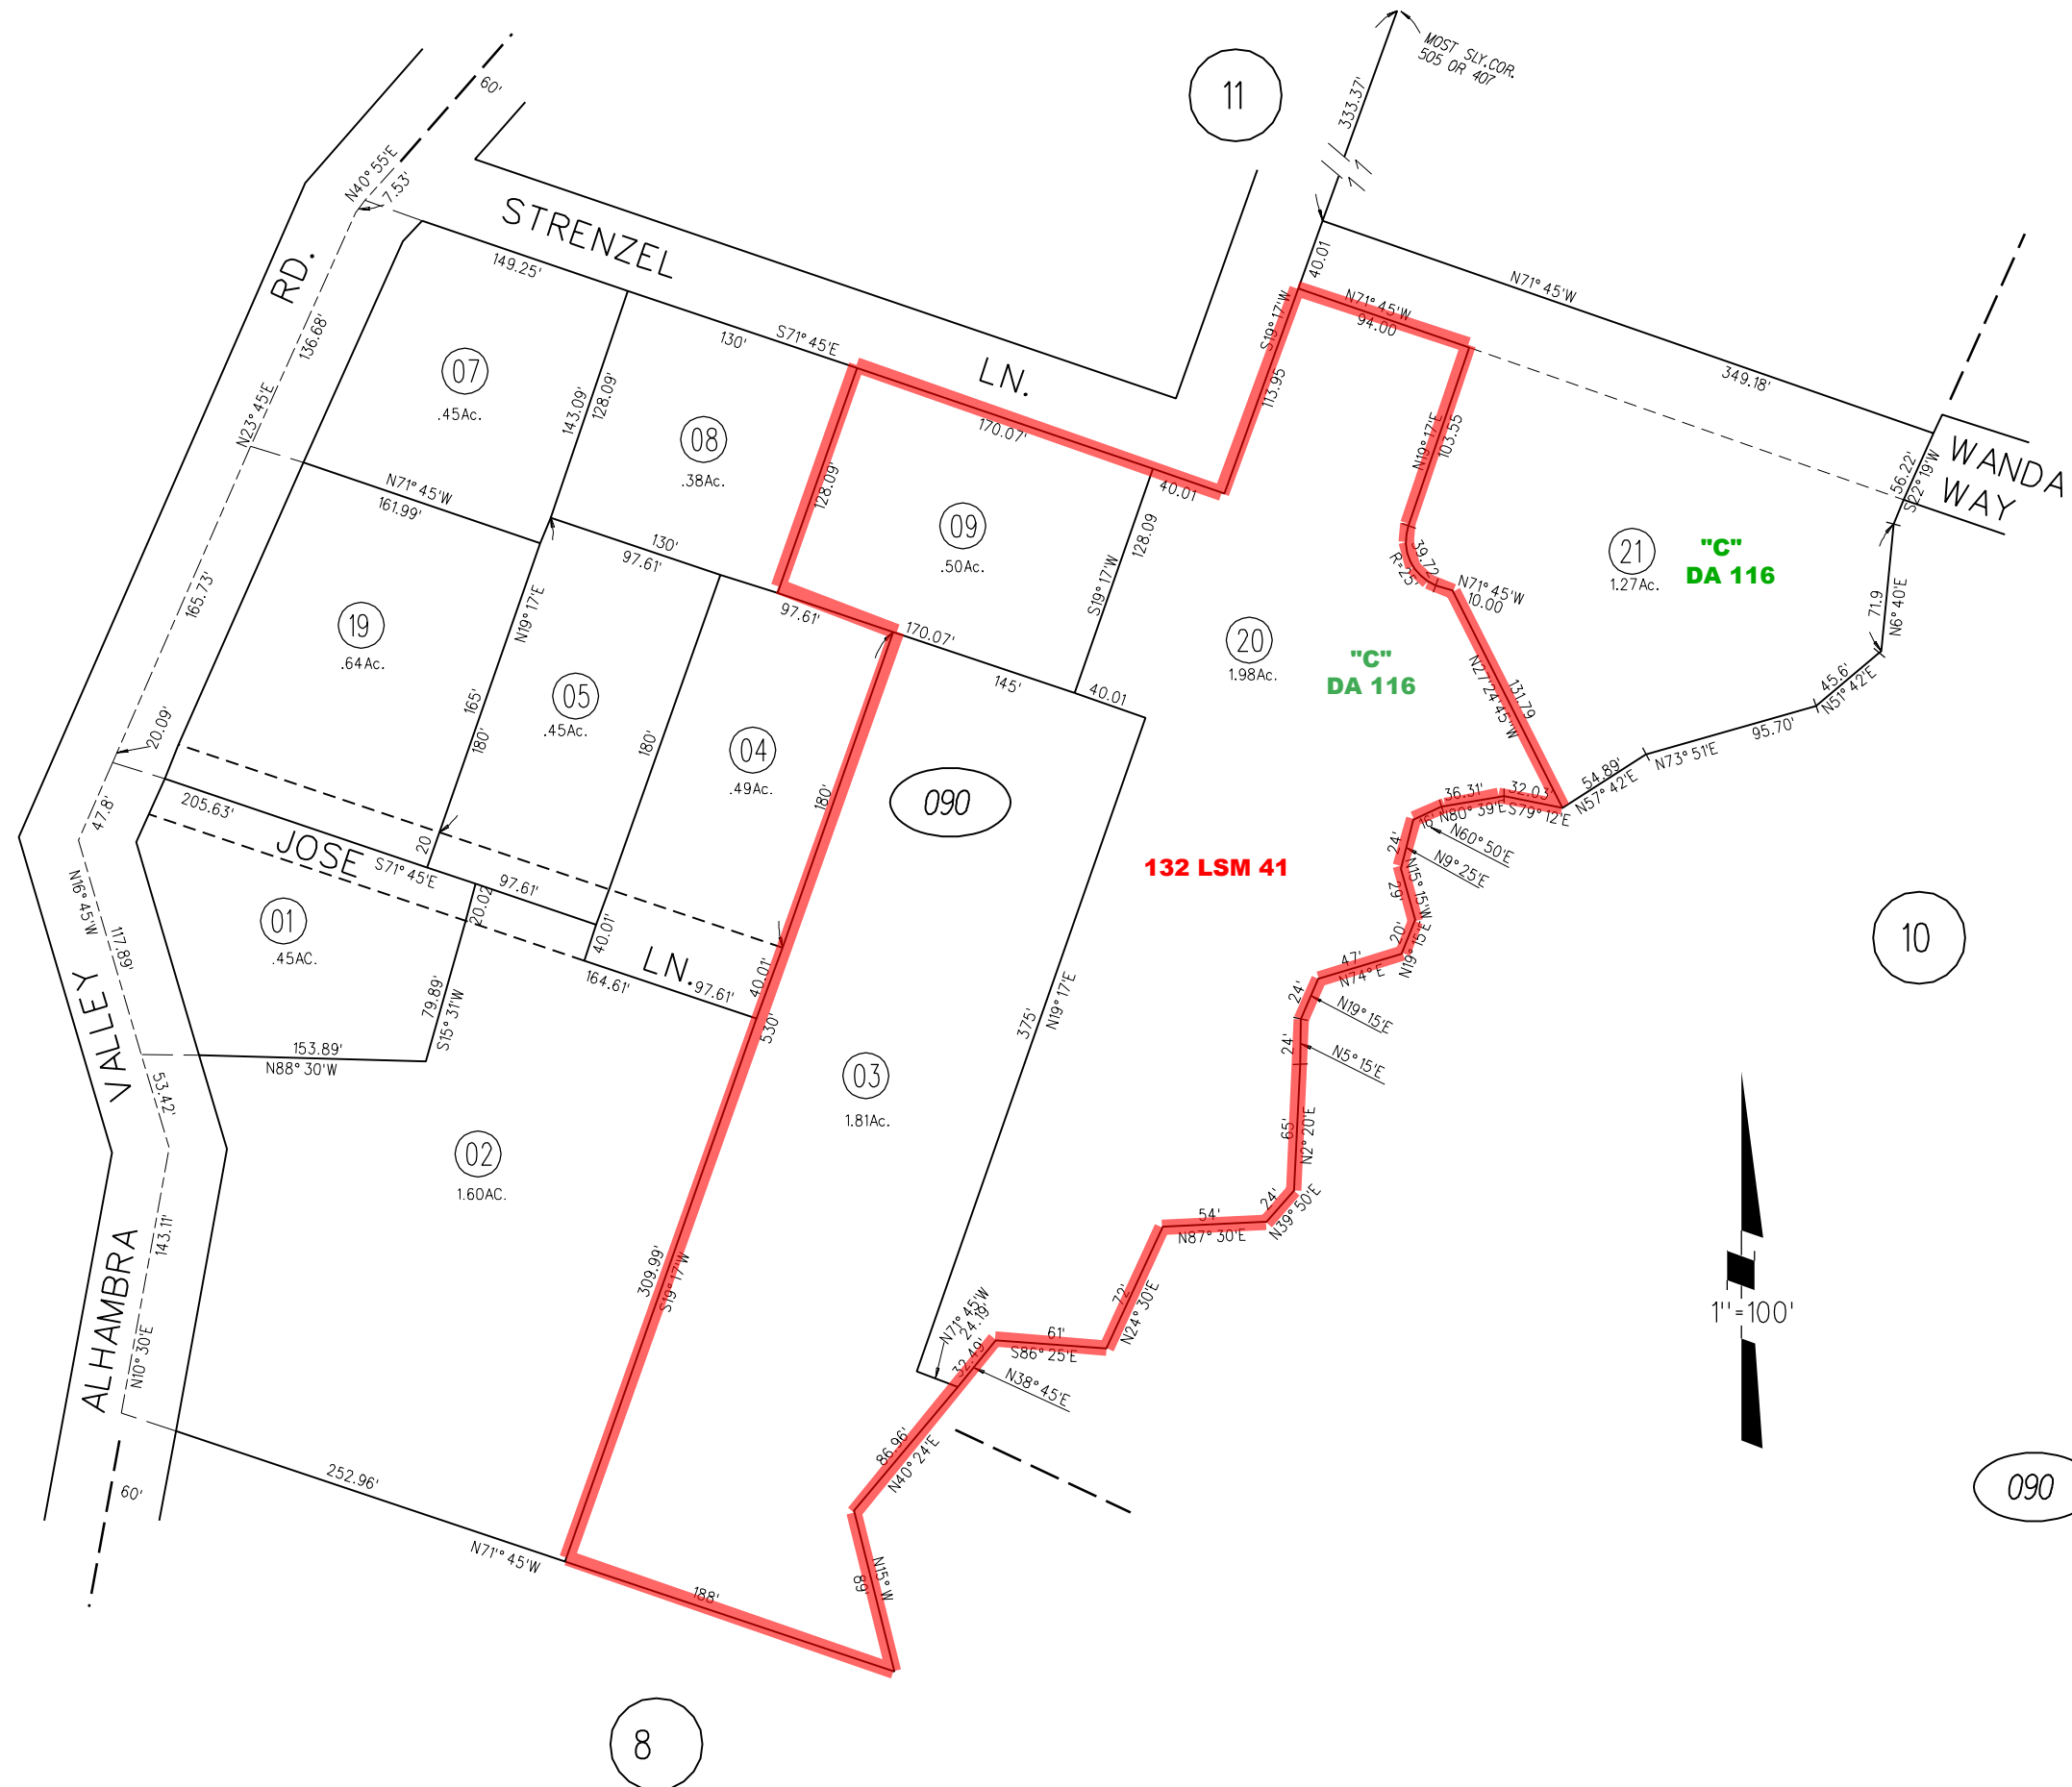 MOST SLY.COR.
505 OR 407
11
333.37'
60'
N40°55'E
7.53'
STRENZEL
LN.
RD.
149.25'
130'
S71°45'E
136.68'
N23°45'E
07
.45Ac.
143.09'
128.09'
08
.38Ac.
128.09'
170.07'
40.01
09
.50Ac.
S19°17'W
128.09
40.01
S19°17'W
113.95
N71°45'W
94.00
N71°45'W
349.18'
N19°17'E
103.55
39.72
R=25'
N71°45'W
10.00
WANDA
WAY
56.22'
S22°19'W
21
1.27Ac.
"C"
DA 116
71.9
N6°40'E
45.6'
N51°42'E
95.70'
N73°51'E
54.89'
N57°42'E
N71°45'W
161.99'
130'
97.61'
97.61'
170.07'
145'
40.01
165.73'
19
.64Ac.
N19°17'E
165'
180'
05
.45Ac.
180'
04
.49Ac.
180'
20
1.98Ac.
"C"
DA 116
N27°24'45"W
131.79
090
132 LSM 41
20.09'
47.8'
205.63'
JOSE
S71°45'E
20
97.61'
20.02
40.01'
164.61'
LN.
97.61'
40.01'
530'
01
.45AC.
79.89'
S15°31'W
153.89'
N88°30'W
N16°45'W
117.89'
VALLEY
53.42'
ALHAMBRA
143.11'
N10°30'E
60'
02
1.60AC.
309.99'
S19°17'W
03
1.81Ac.
375'
N19°17'E
32.03'
S79°12'E
36.31'
N80°39'E
16'
N60°50'E
24'
N9°25'E
29'
N15°15'W
20'
N19°15'E
47'
N74°E
24'
N19°15'E
24'
N5°15'E
65'
N2°20'E
24'
N39°50'E
54'
N87°30'E
72'
N24°30'E
61'
S86°25'E
N71°45'W
24.19'
32.49'
N38°45'E
86.96'
N40°24'E
N15°W
89'
188'
252.96'
N71°45'W
10
1"=100'
090
8